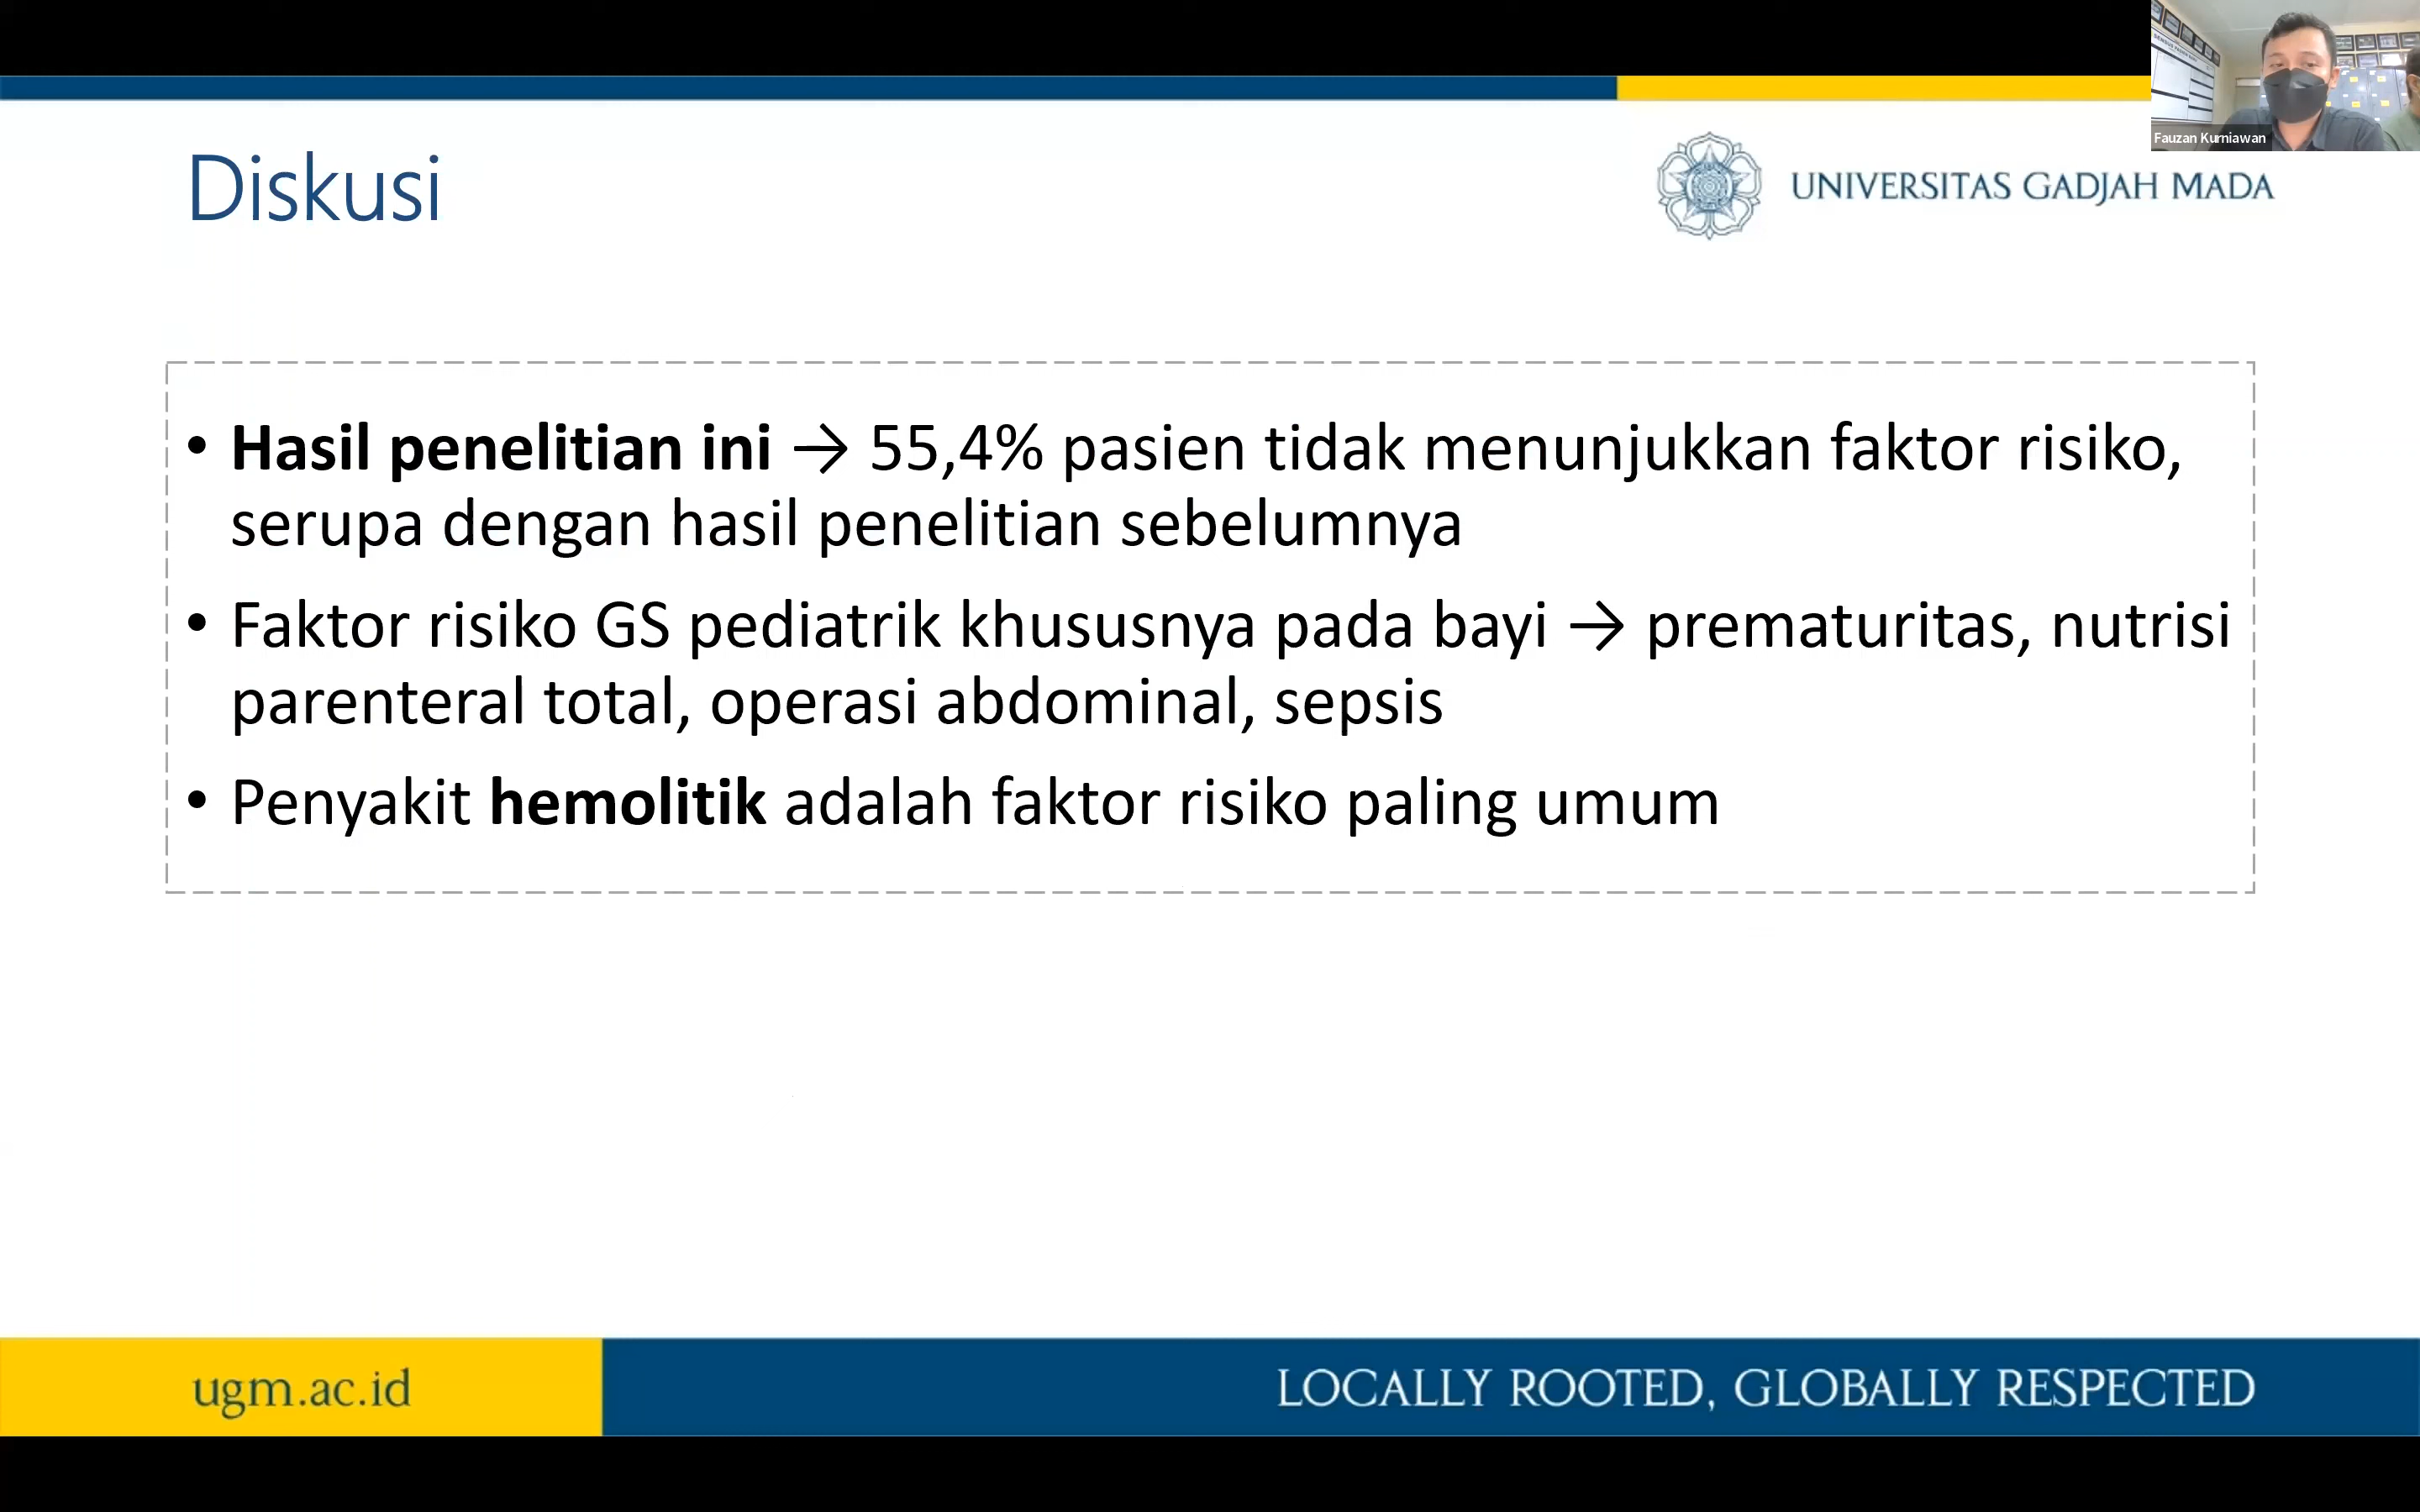 Fauzan Kurniawan
Diskusi
UNIVERSITAS GADJAH MADA
• Hasil penelitian ini → 55,4% pasien tidak menunjukkan faktor risiko,
serupa dengan hasil penelitian sebelumnya
• Faktor risiko GS pediatrik khususnya pada bayi → prematuritas, nutrisi
parenteral total, operasi abdominal, sepsis
• Penyakit hemolitik adalah faktor risiko paling umum
ugm.ac.id
LOCALLY ROOTED, GLOBALLY RESPECTED